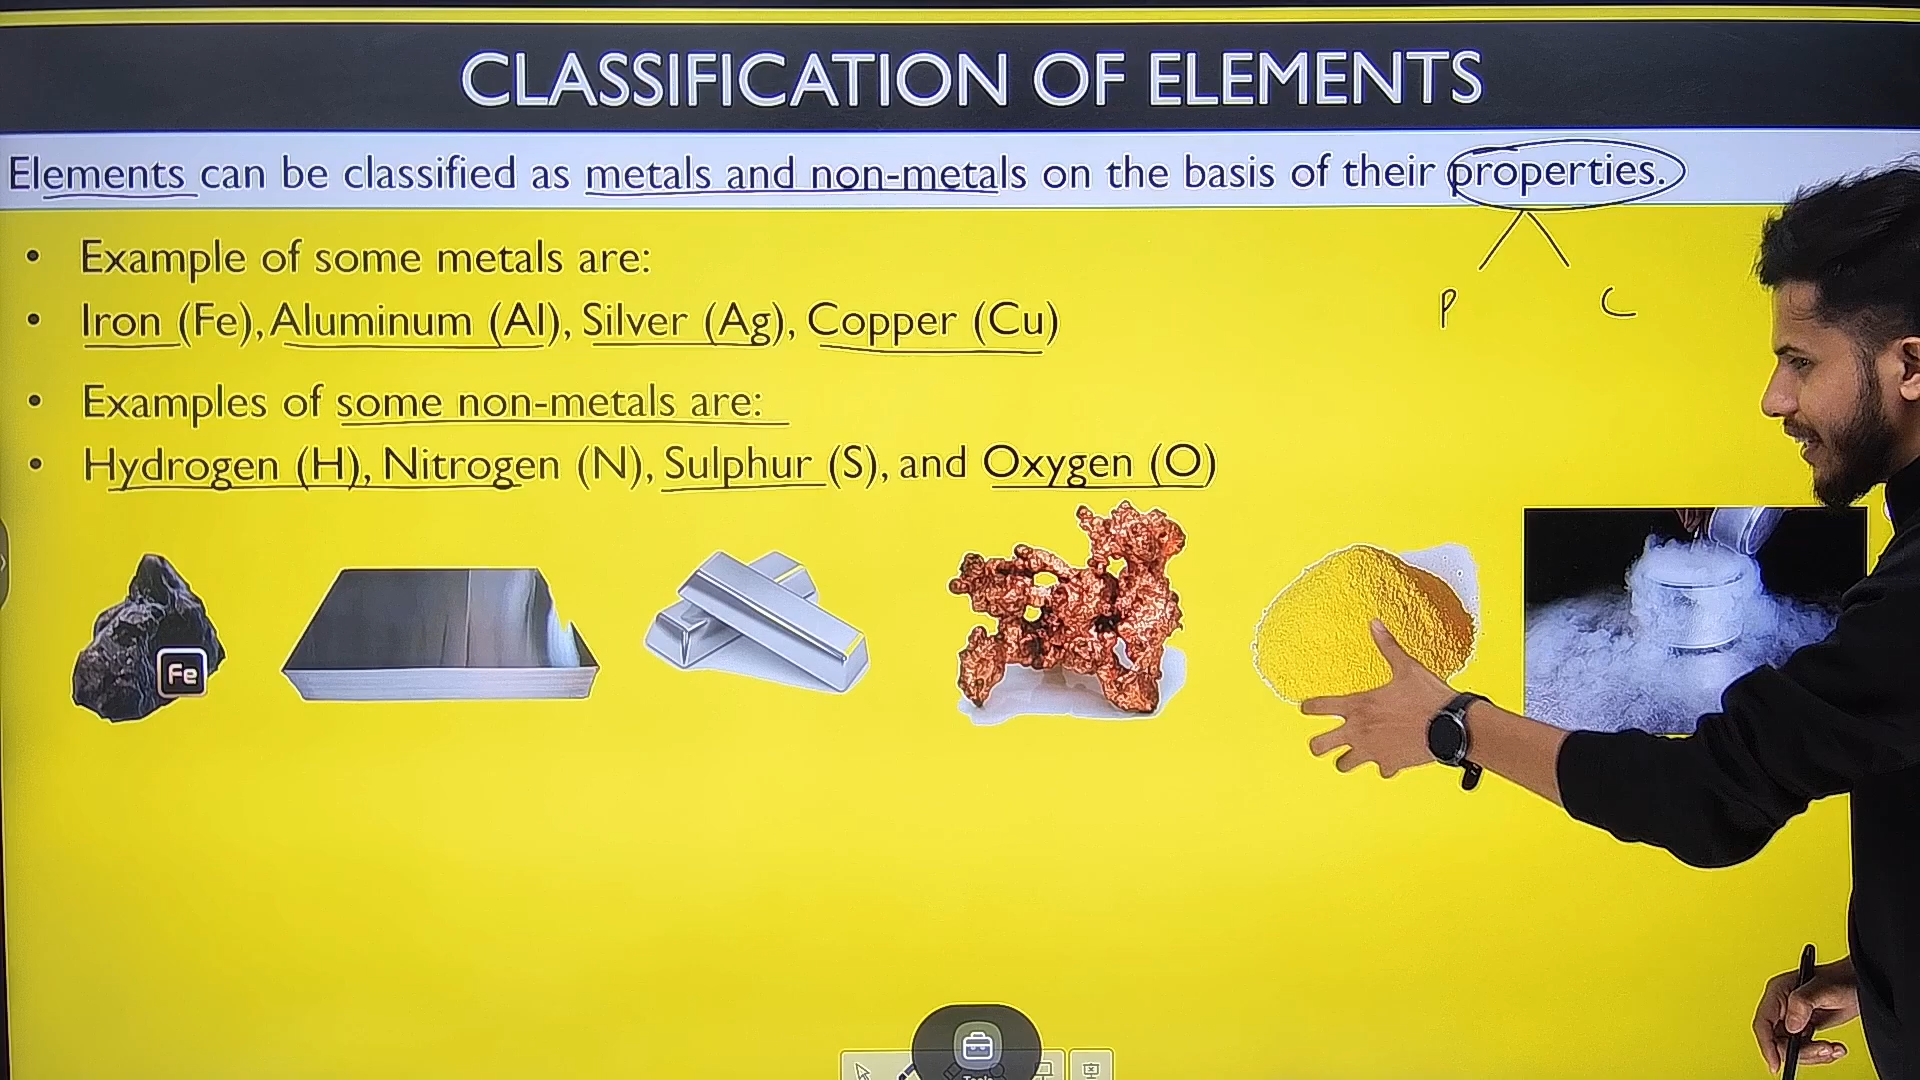 CLASSIFICATION OF ELEMENTS
Elements can be classified as metals and non-metals on the basis of their properties.
• Example of some metals are:
P C
• Iron (Fe), Aluminum (Al), Silver (Ag), Copper (Cu)
• Examples of some non-metals are:
• Hydrogen (H), Nitrogen (N), Sulphur (S), and Oxygen (O)
Fe